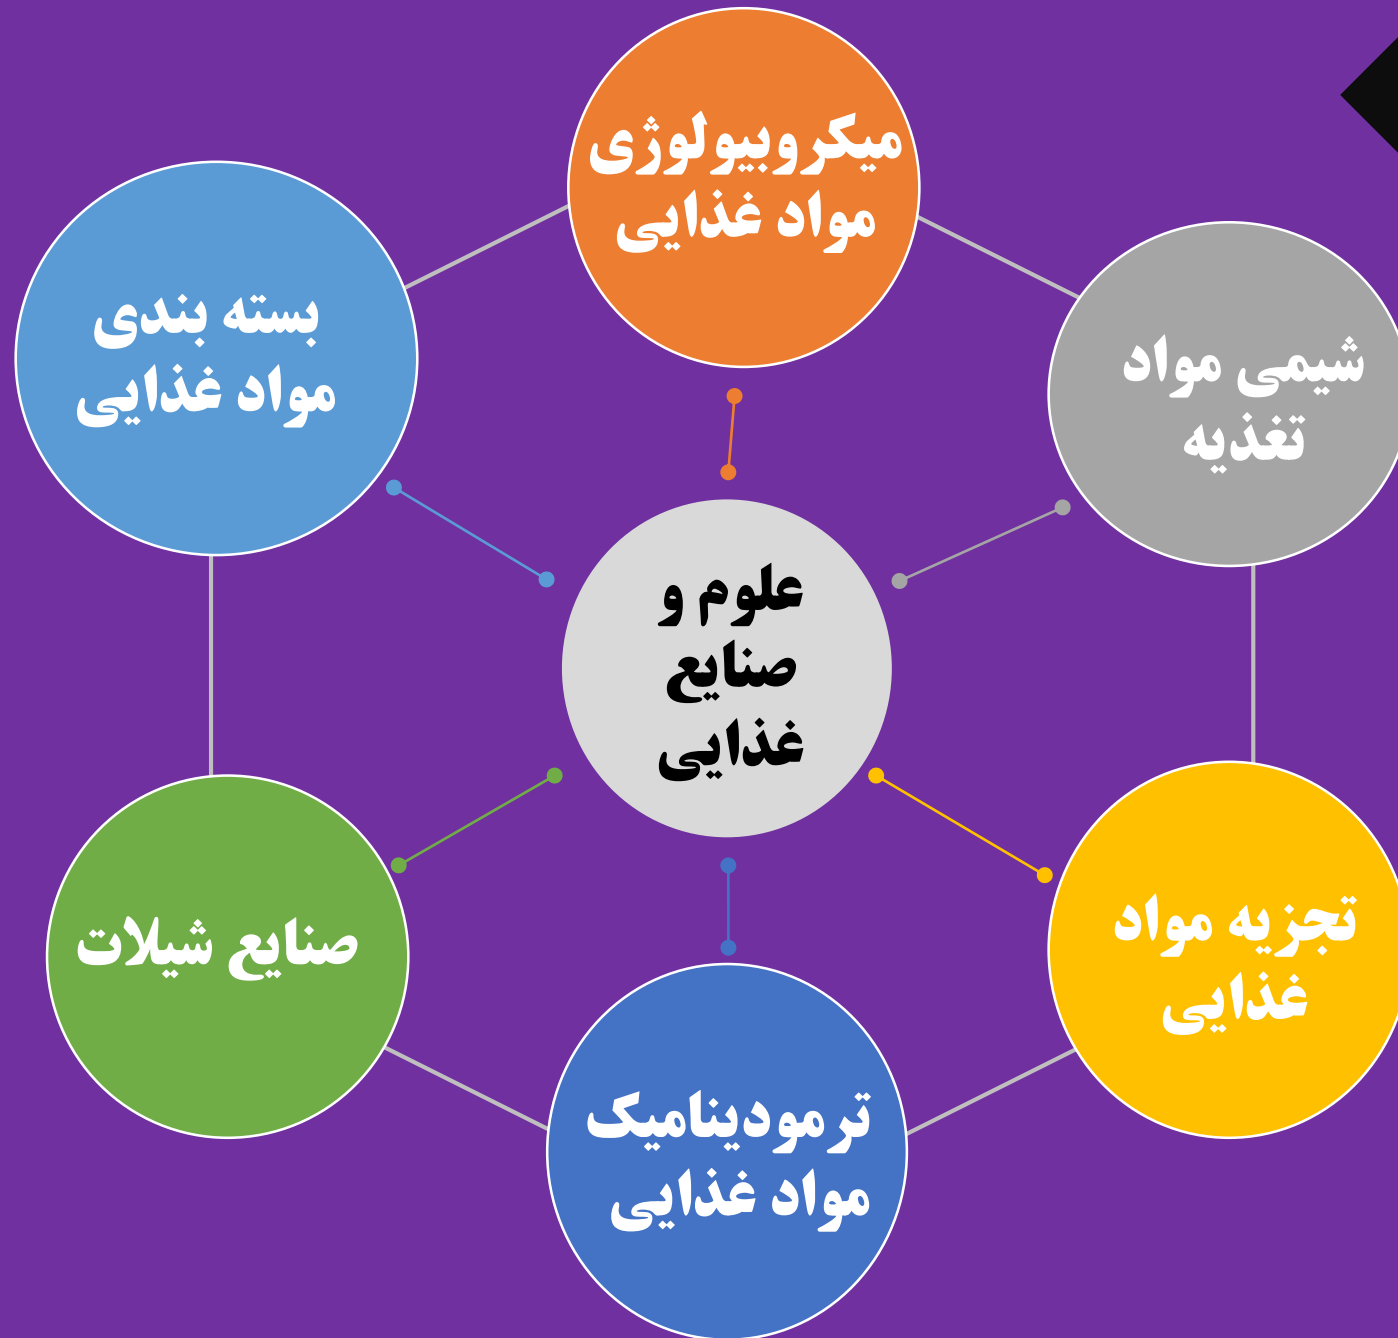 میکروبیولوژی
مواد غذایی
شیمی مواد
تغذیه
بسته بندی
مواد غذایی
علوم و
صنایع
غذایی
تجزیه مواد
غذایی
صنایع شیلات
ترمودینامیک
مواد غذایی